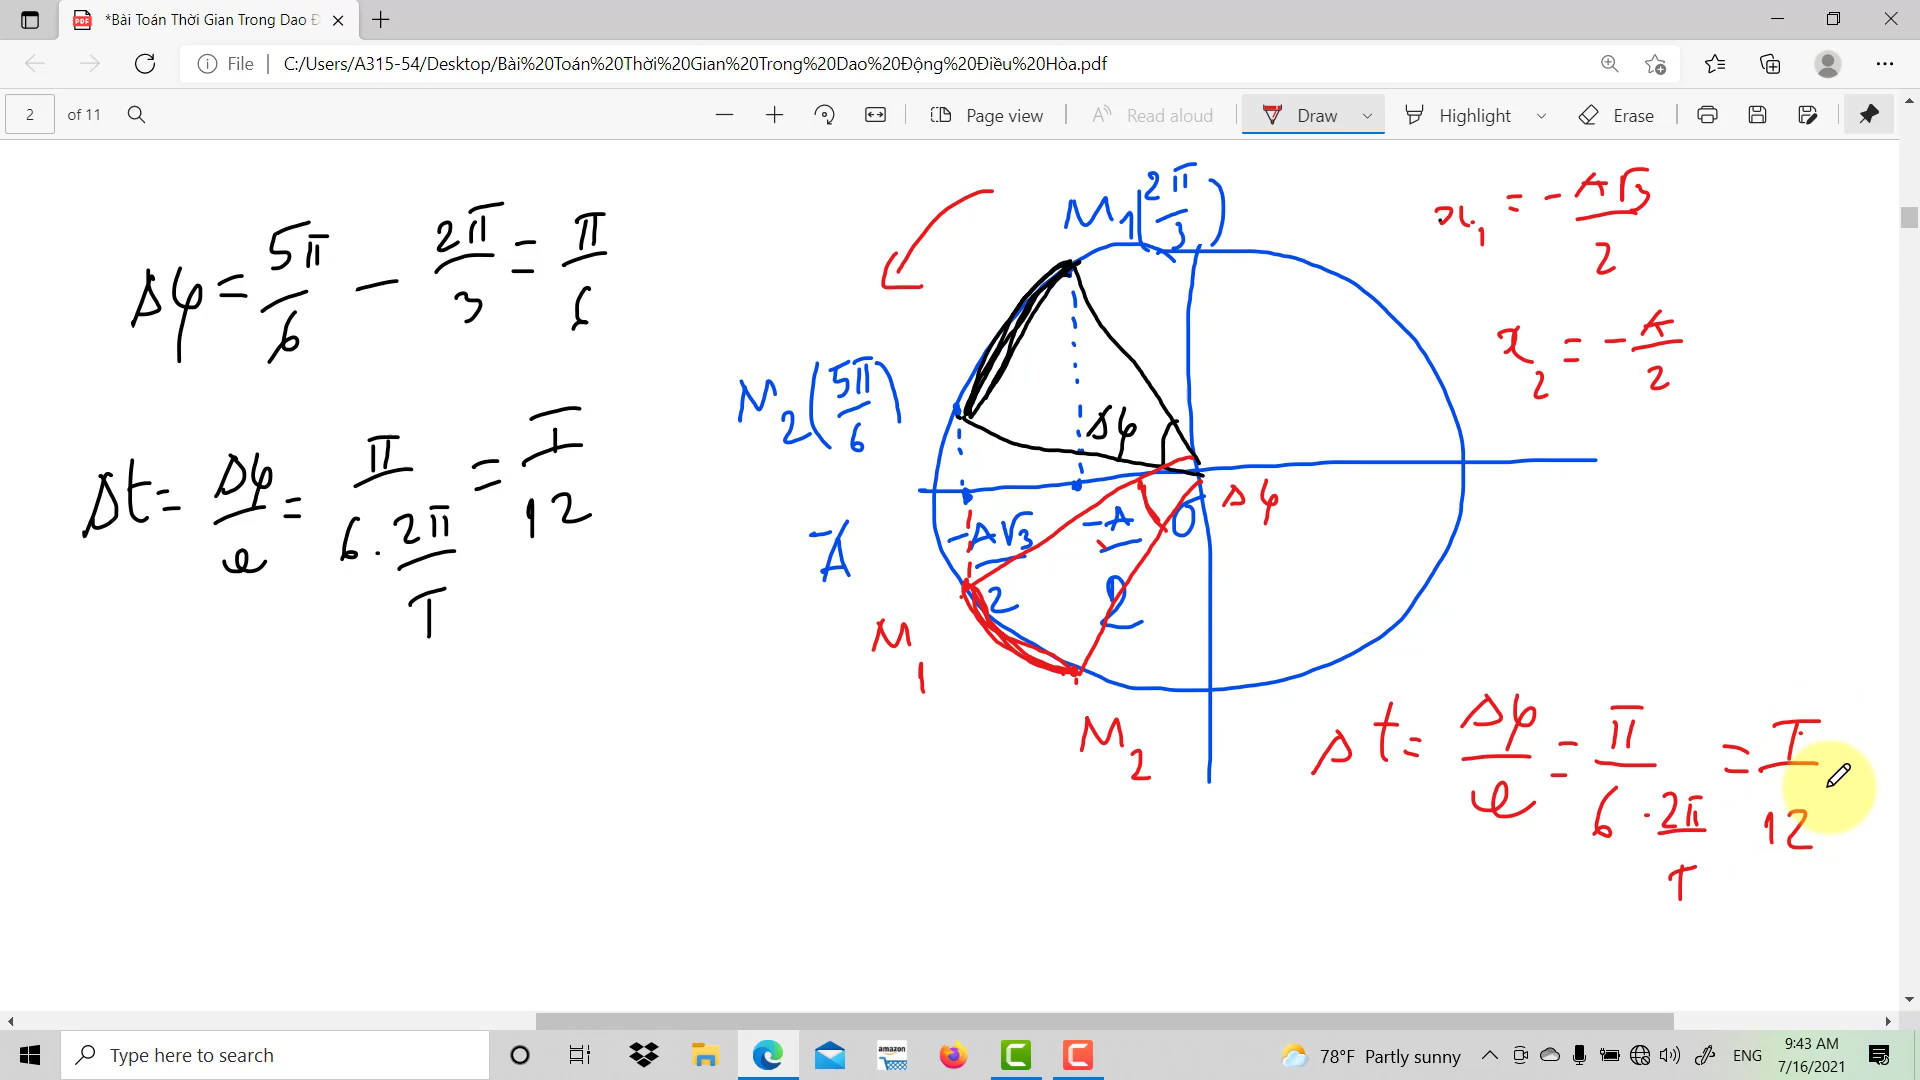 *Bài Toán Thời Gian Trong Dao Đ
File
C:/Users/A315-54/Desktop/Bài%20Toán%20Thời%20Gian%20Trong%20Dao%20Động%20Điều%20Hòa.pdf
2 of 11
Page view
Read aloud
Draw
Highlight
Erase
Δφ = 5π/6 − 2π/3 = π/6
Δt = Δφ/ω = π/(6 · 2π/T) = T/12
M1 (2π/3)
M2 (5π/6)
Δφ
Δφ
−A
−A√3/2
−A/2
O
M1
M2
x1 = −A√3/2
x2 = −A/2
Δt = Δφ/ω = π/(6 · 2π/T) = T/12
Type here to search
amazon
78°F Partly sunny
ENG
9:43 AM
7/16/2021